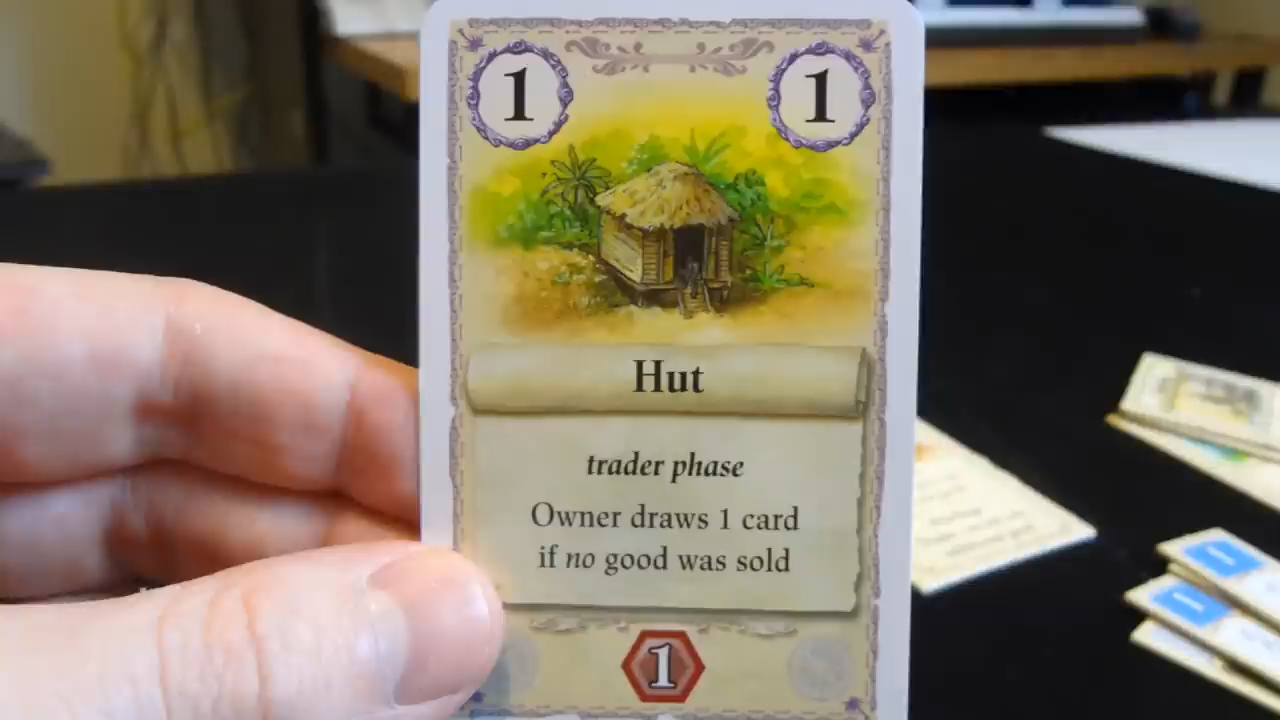 1 1
Hut
trader phase
Owner draws 1 card
if no good was sold
1